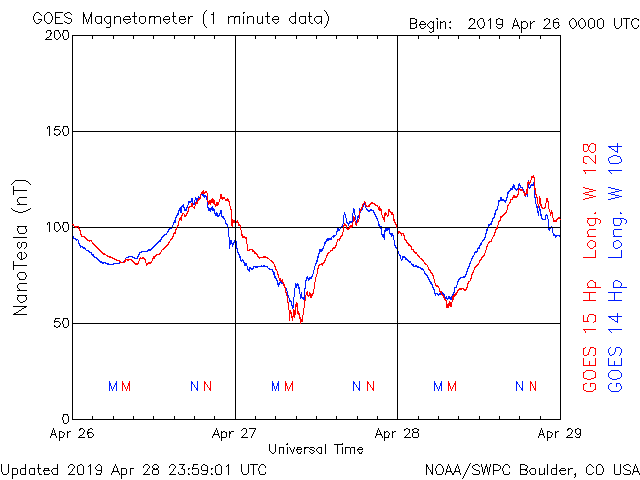 GOES Magnetometer (1 minute data)
Begin: 2019 Apr 26 0000 UTC
200
150
100
50
0
NanoTesla (nT)
M M N N M M N N M M N N
Apr 26 Apr 27 Apr 28 Apr 29
Universal Time
GOES 15 Hp Long. W 128
GOES 14 Hp Long. W 104
Updated 2019 Apr 28 23:59:01 UTC
NOAA/SWPC Boulder, CO USA